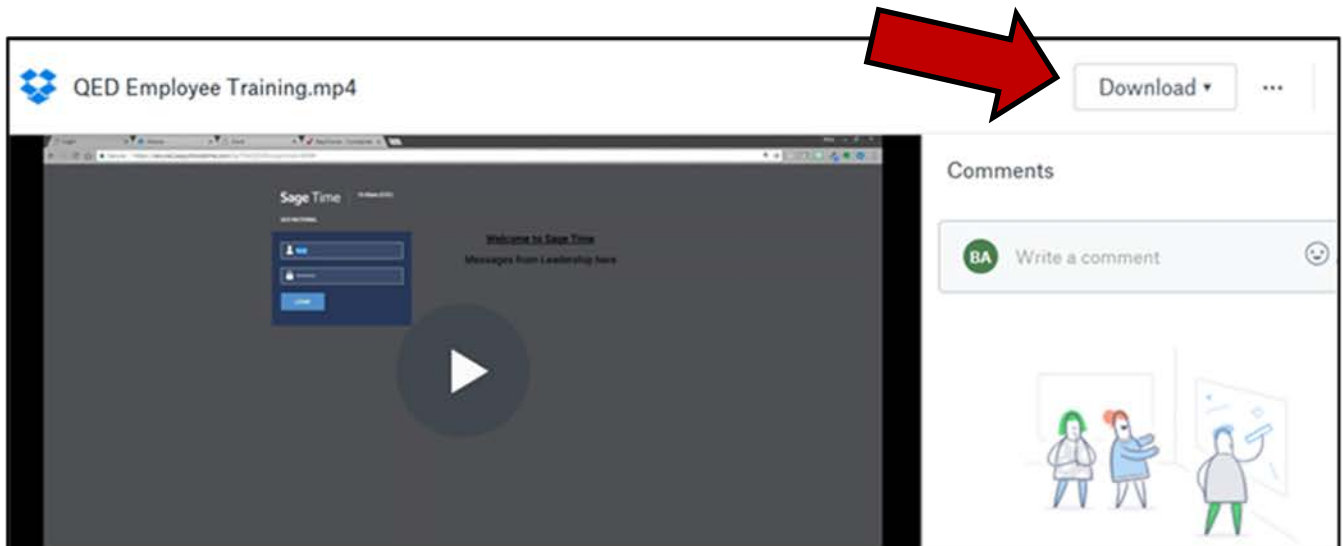 QED Employee Training.mp4
Download
Comments
Sage Time
Welcome to Sage Time
Messages from Leadership here
LOGIN
BA
Write a comment